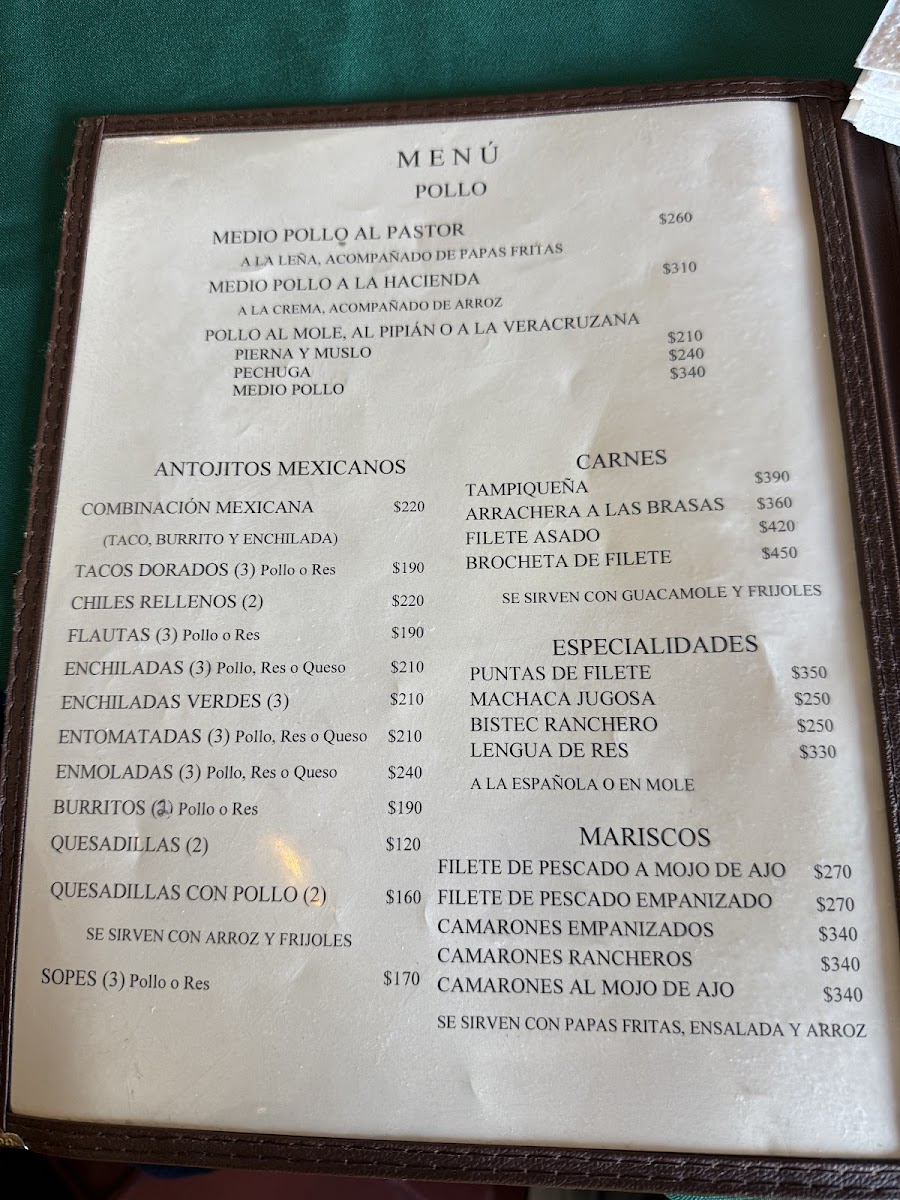 MENÚ
POLLO
MEDIO POLLO AL PASTOR $260
A LA LEÑA, ACOMPAÑADO DE PAPAS FRITAS
MEDIO POLLO A LA HACIENDA $310
A LA CREMA, ACOMPAÑADO DE ARROZ
POLLO AL MOLE, AL PIPIÁN O A LA VERACRUZANA
PIERNA Y MUSLO $210
PECHUGA $240
MEDIO POLLO $340
ANTOJITOS MEXICANOS
COMBINACIÓN MEXICANA $220
(TACO, BURRITO Y ENCHILADA)
TACOS DORADOS (3) Pollo o Res $190
CHILES RELLENOS (2) $220
FLAUTAS (3) Pollo o Res $190
ENCHILADAS (3) Pollo, Res o Queso $210
ENCHILADAS VERDES (3) $210
ENTOMATADAS (3) Pollo, Res o Queso $210
ENMOLADAS (3) Pollo, Res o Queso $240
BURRITOS (2) Pollo o Res $190
QUESADILLAS (2) $120
QUESADILLAS CON POLLO (2) $160
SE SIRVEN CON ARROZ Y FRIJOLES
SOPES (3) Pollo o Res $170
CARNES
TAMPIQUEÑA $390
ARRACHERA A LAS BRASAS $360
FILETE ASADO $420
BROCHETA DE FILETE $450
SE SIRVEN CON GUACAMOLE Y FRIJOLES
ESPECIALIDADES
PUNTAS DE FILETE $350
MACHACA JUGOSA $250
BISTEC RANCHERO $250
LENGUA DE RES $330
A LA ESPAÑOLA O EN MOLE
MARISCOS
FILETE DE PESCADO A MOJO DE AJO $270
FILETE DE PESCADO EMPANIZADO $270
CAMARONES EMPANIZADOS $340
CAMARONES RANCHEROS $340
CAMARONES AL MOJO DE AJO $340
SE SIRVEN CON PAPAS FRITAS, ENSALADA Y ARROZ